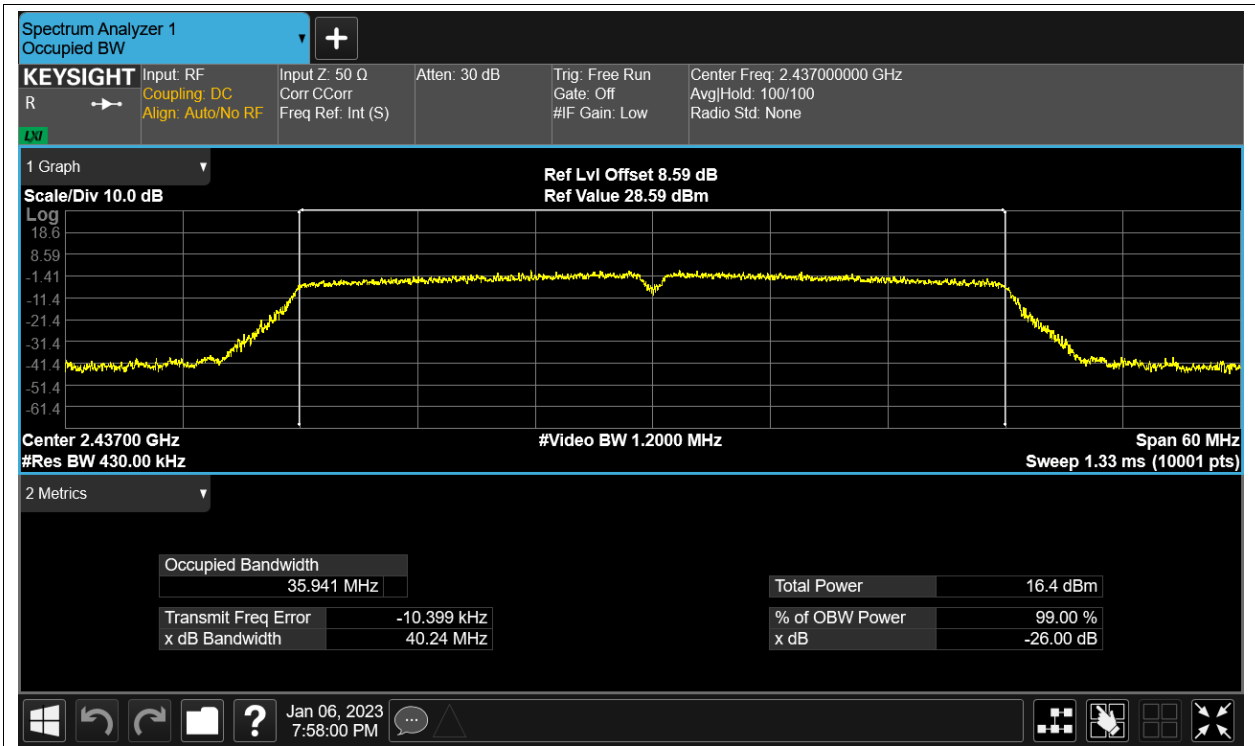 Spectrum Analyzer 1
Occupied BW
KEYSIGHT
R
LXI
Input: RF
Coupling: DC
Align: Auto/No RF
Input Z: 50 Ω
Corr CCorr
Freq Ref: Int (S)
Atten: 30 dB
Trig: Free Run
Gate: Off
#IF Gain: Low
Center Freq: 2.437000000 GHz
Avg|Hold: 100/100
Radio Std: None
1 Graph
Scale/Div 10.0 dB
Ref Lvl Offset 8.59 dB
Ref Value 28.59 dBm
Log
18.6
8.59
-1.41
-11.4
-21.4
-31.4
-41.4
-51.4
-61.4
Center 2.43700 GHz
#Video BW 1.2000 MHz
Span 60 MHz
#Res BW 430.00 kHz
Sweep 1.33 ms (10001 pts)
2 Metrics
Occupied Bandwidth
35.941 MHz
Total Power 16.4 dBm
Transmit Freq Error -10.399 kHz
% of OBW Power 99.00 %
x dB Bandwidth 40.24 MHz
x dB -26.00 dB
?
Jan 06, 2023
7:58:00 PM